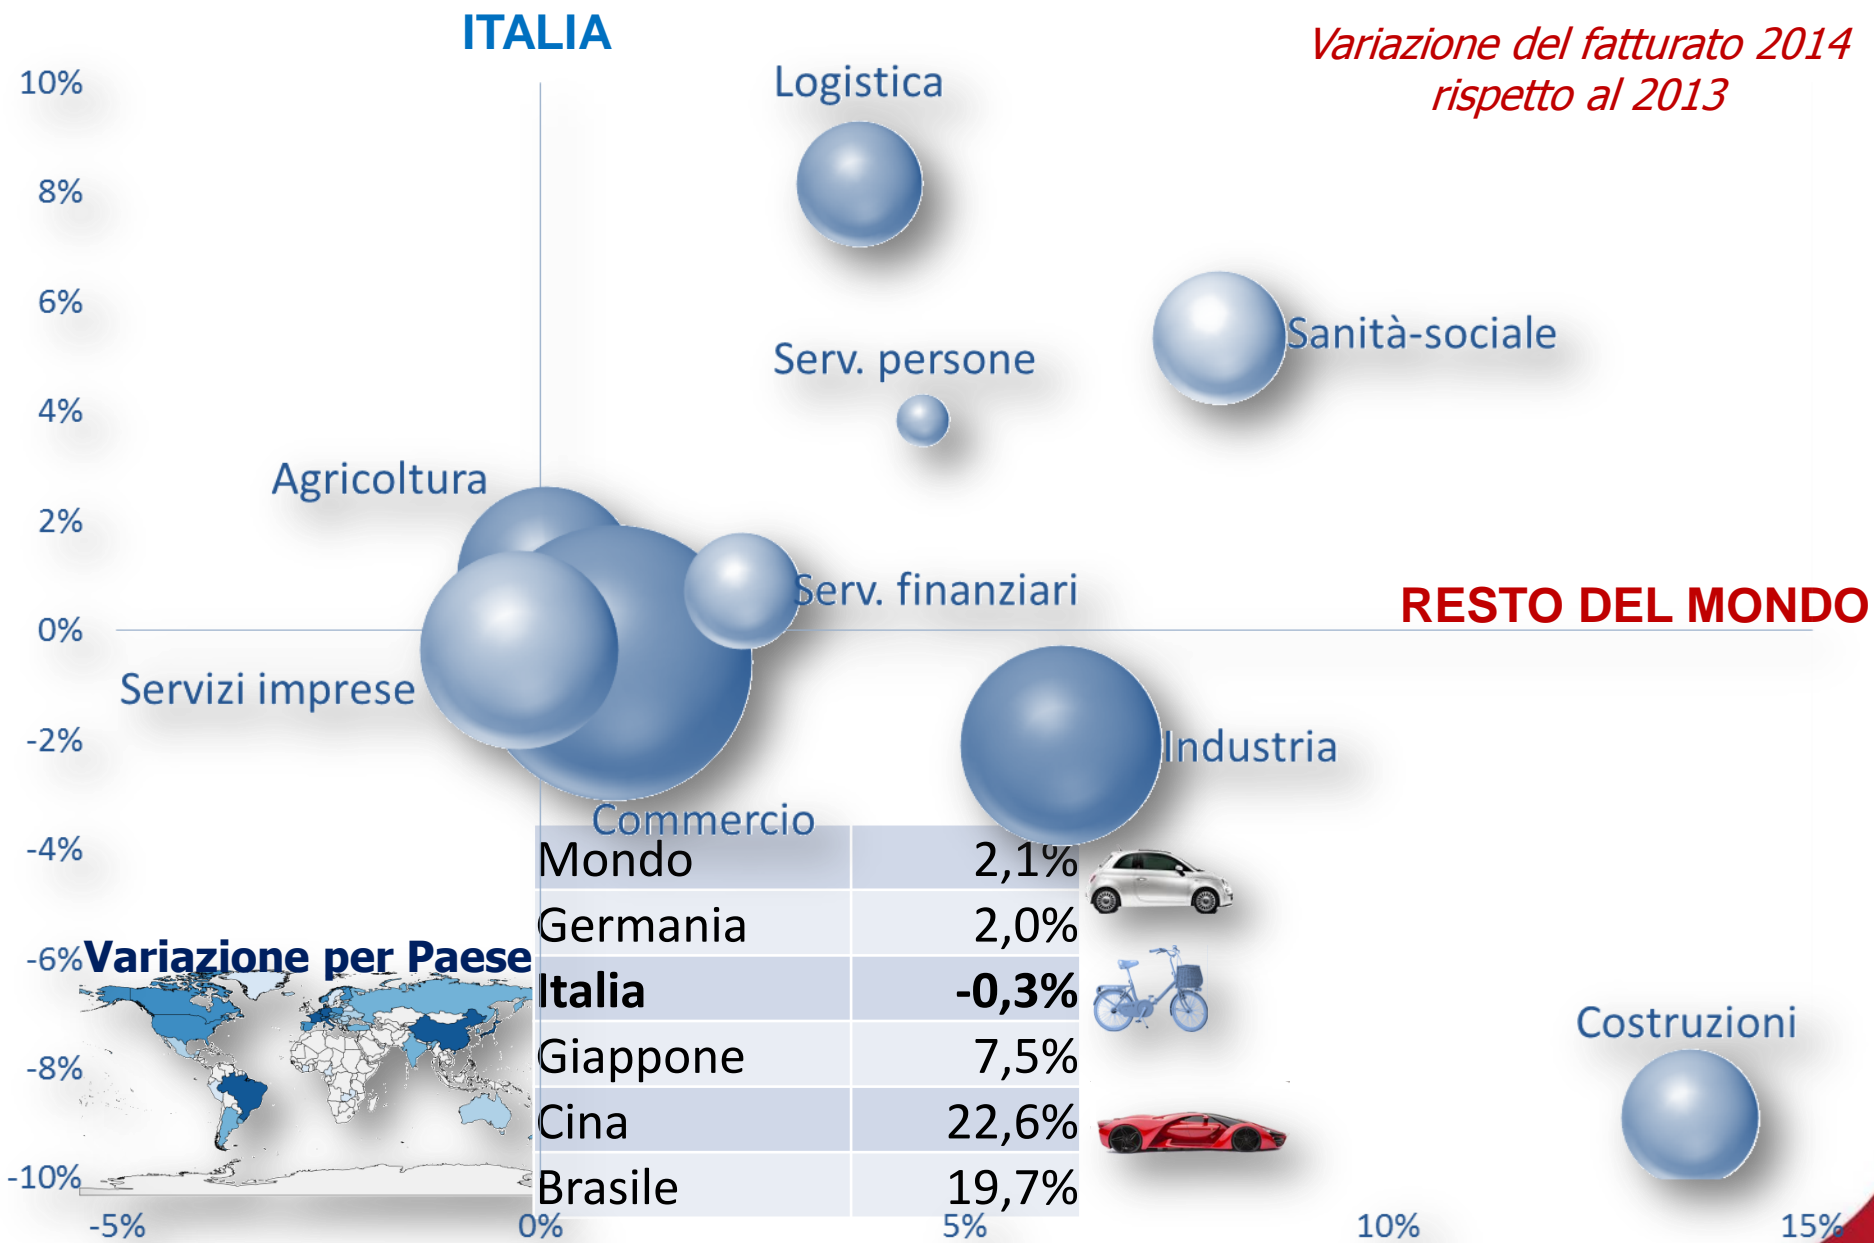 ITALIA
Variazione del fatturato 2014
rispetto al 2013
10%
Logistica
8%
6%
Sanità-sociale
Serv. persone
4%
Agricoltura
2%
Serv. finanziari
RESTO DEL MONDO
0%
Servizi imprese
-2%
Industria
Commercio
-4%
Mondo 2,1%
Germania 2,0%
-6%
Variazione per Paese
Italia -0,3%
Costruzioni
Giappone 7,5%
-8%
Cina 22,6%
-10%
Brasile 19,7%
-5% 0% 5% 10% 15%